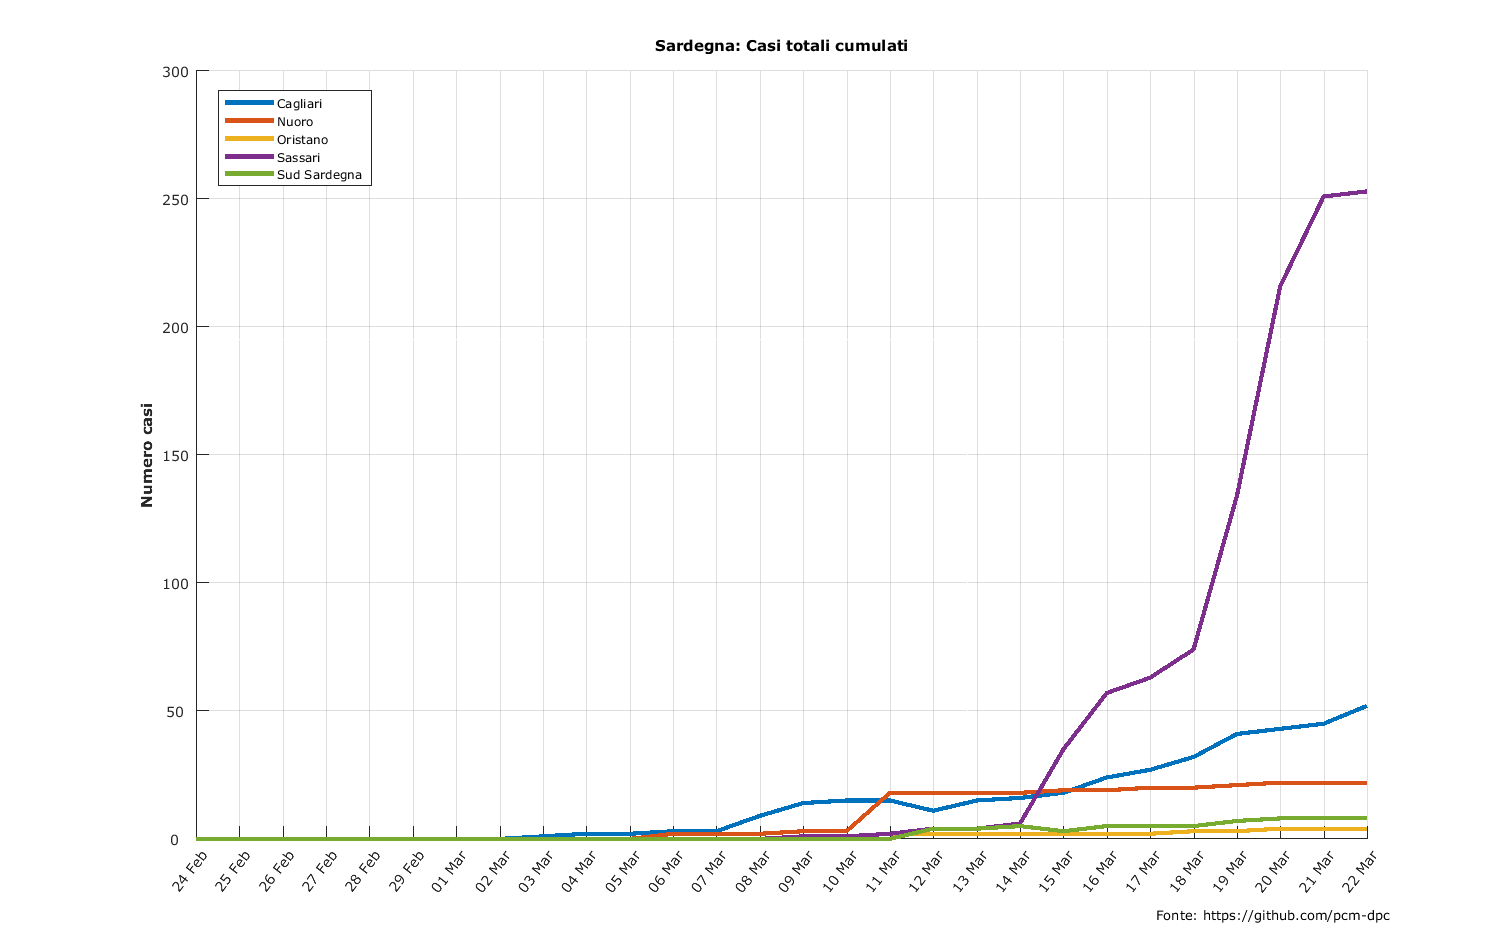 Sardegna: Casi totali cumulati
300
250
200
150
100
50
0
Numero casi
Cagliari
Nuoro
Oristano
Sassari
Sud Sardegna
24 Feb
25 Feb
26 Feb
27 Feb
28 Feb
29 Feb
01 Mar
02 Mar
03 Mar
04 Mar
05 Mar
06 Mar
07 Mar
08 Mar
09 Mar
10 Mar
11 Mar
12 Mar
13 Mar
14 Mar
15 Mar
16 Mar
17 Mar
18 Mar
19 Mar
20 Mar
21 Mar
22 Mar
Fonte: https://github.com/pcm-dpc